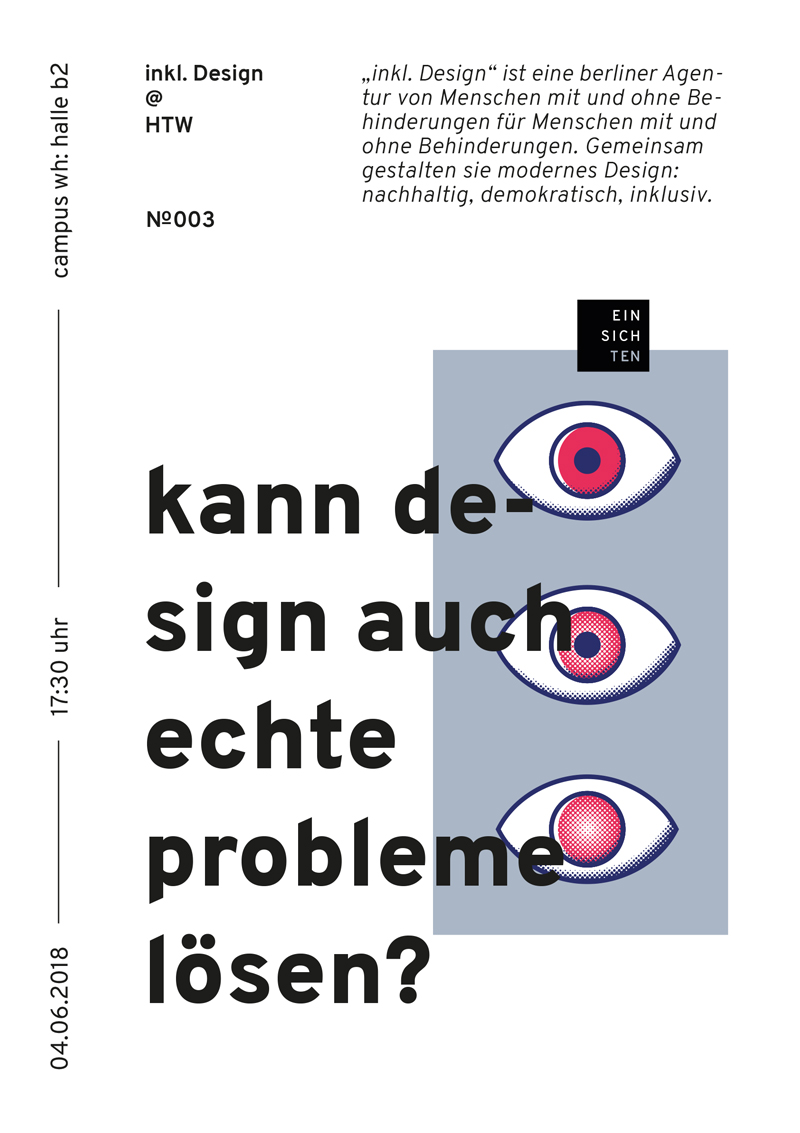 campus wh: halle b2
17:30 uhr
04.06.2018
inkl. Design
@
HTW
Nº003
„inkl. Design“ ist eine berliner Agen-
tur von Menschen mit und ohne Be-
hinderungen für Menschen mit und
ohne Behinderungen. Gemeinsam
gestalten sie modernes Design:
nachhaltig, demokratisch, inklusiv.
EIN
SICH
TEN
kann de-
sign auch
echte
probleme
lösen?